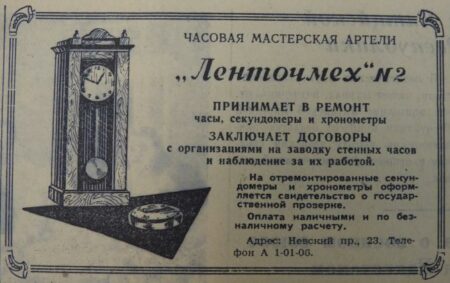 ЧАСОВАЯ МАСТЕРСКАЯ АРТЕЛИ
„Ленточмех“ №2
ПРИНИМАЕТ В РЕМОНТ
часы, секундомеры и хронометры
ЗАКЛЮЧАЕТ ДОГОВОРЫ
с организациями на заводку стенных часов
и наблюдение за их работой.
На отремонтированные секун-
домеры и хронометры оформ-
ляется свидетельство о государ-
ственной проверке.
Оплата наличными и по без-
наличному расчету.
Адрес: Невский пр., 23. Теле-
фон А 1-01-06.